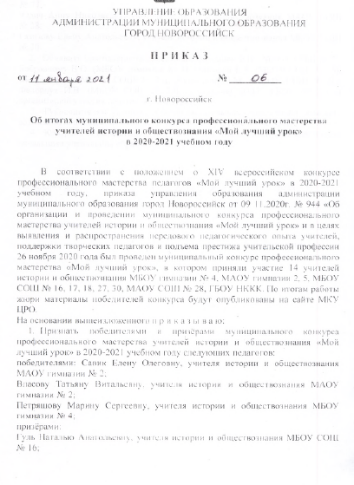 УПРАВЛЕНИЕ ОБРАЗОВАНИЯ
АДМИНИСТРАЦИИ МУНИЦИПАЛЬНОГО ОБРАЗОВАНИЯ
ГОРОД НОВОРОССИЙСК
ПРИКАЗ
от 11 января 2021 № 06
г. Новороссийск
Об итогах муниципального конкурса профессионального мастерства
учителей истории и обществознания «Мой лучший урок»
в 2020-2021 учебном году
В соответствии с положением о XIV всероссийском конкурсе
профессионального мастерства педагогов «Мой лучший урок» в 2020-2021
учебном году, приказа управления образования администрации
муниципального образования город Новороссийск от 09.11.2020г. № 944 «Об
организации и проведении муниципального конкурса профессионального
мастерства учителей истории и обществознания «Мой лучший урок» и в целях
выявления и распространения передового педагогического опыта учителей,
поддержки творческих педагогов и подъема престижа учительской профессии
26 ноября 2020 года был проведен муниципальный конкурс профессионального
мастерства «Мой лучший урок», в котором приняли участие 14 учителей
истории и обществознания МБОУ гимназии № 4, МАОУ гимназии 2, 5, МБОУ
СОШ № 16, 17, 18, 27, 30, МАОУ СОШ № 28, ГБОУ НККК. По итогам работы
жюри материалы победителей конкурса будут опубликованы на сайте МКУ
ЦРО.
На основании вышеизложенного приказываю:
1. Признать победителями и призёрами муниципального конкурса
профессионального мастерства учителей истории и обществознания «Мой
лучший урок» в 2020-2021 учебном году следующих педагогов:
победителями: Елену Олеговну, учителя истории и обществознания
МАОУ гимназии № 2;
Власову Татьяну Витальевну, учителя истории и обществознания МАОУ
гимназии № 2;
Петрящову Марину Сергеевну, учителя истории и обществознания МБОУ
гимназии № 4;
призёрами:
Гудь Наталью Анатольевну, учителя истории и обществознания МБОУ СОШ
№ 16;